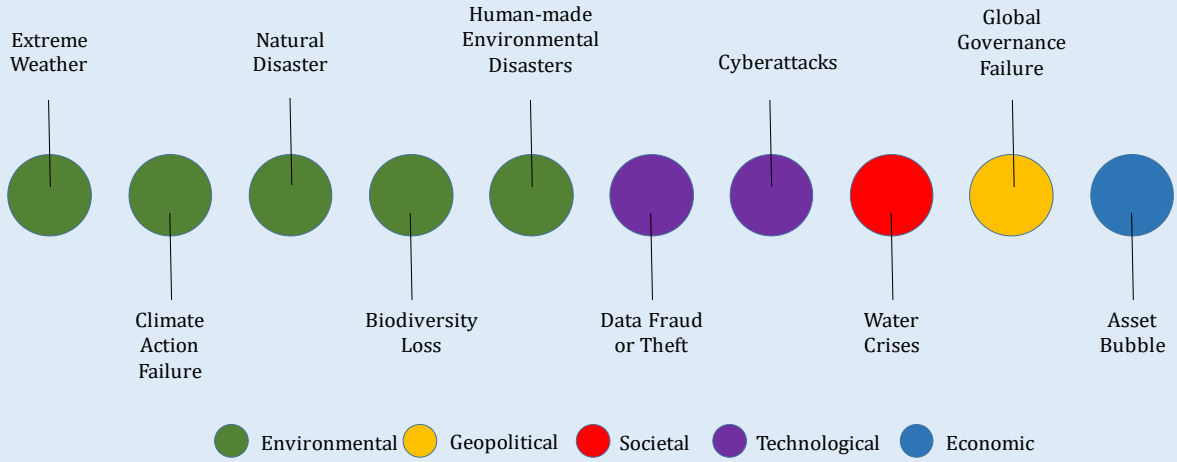 Extreme
Weather
Natural
Disaster
Human-made
Environmental
Disasters
Cyberattacks
Global
Governance
Failure
Climate
Action
Failure
Biodiversity
Loss
Data Fraud
or Theft
Water
Crises
Asset
Bubble
Environmental
Geopolitical
Societal
Technological
Economic